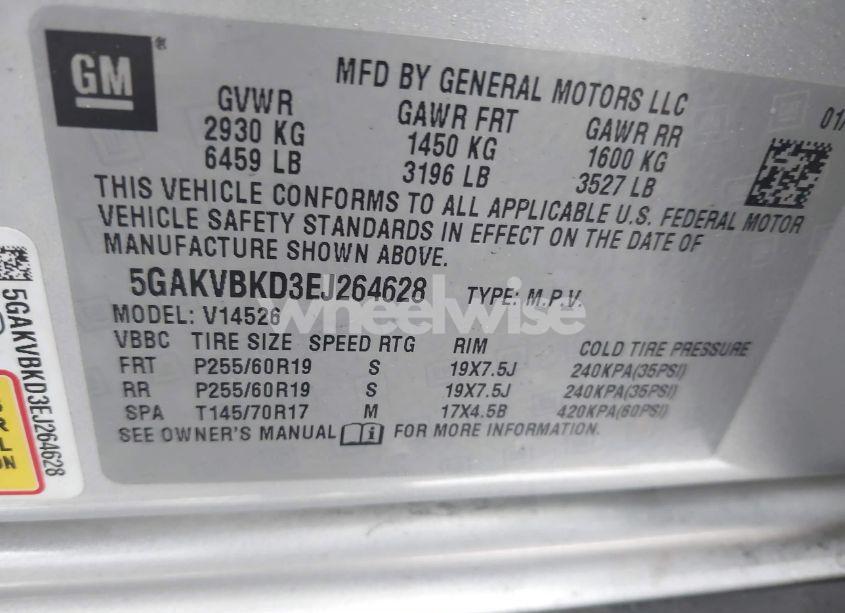 GM ®
MFD BY GENERAL MOTORS LLC
01/
GVWR GAWR FRT GAWR RR
2930 KG 1450 KG 1600 KG
6459 LB 3196 LB 3527 LB
THIS VEHICLE CONFORMS TO ALL APPLICABLE U.S. FEDERAL MOTOR
VEHICLE SAFETY STANDARDS IN EFFECT ON THE DATE OF
MANUFACTURE SHOWN ABOVE.
5GAKVBKD3EJ264628 TYPE: M.P.V.
MODEL: V14526
wheelwise
VBBC TIRE SIZE SPEED RTG RIM COLD TIRE PRESSURE
FRT P255/60R19 S 19X7.5J 240KPA(35PSI)
RR P255/60R19 S 19X7.5J 240KPA(35PSI)
SPA T145/70R17 M 17X4.5B 420KPA(60PSI)
SEE OWNER'S MANUAL FOR MORE INFORMATION.
5GAKVBKD3EJ264628